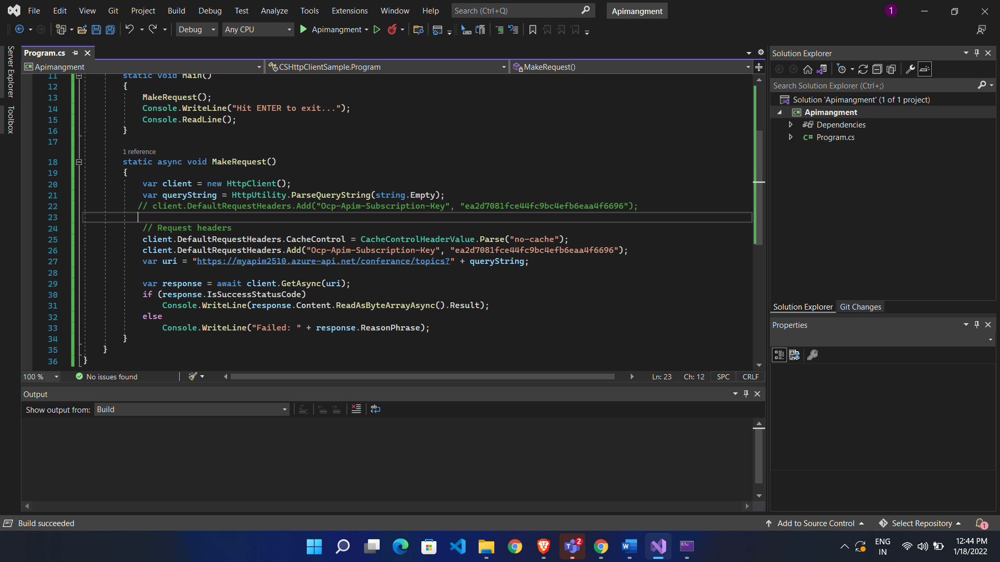 File Edit View Git Project Build Debug Test Analyze Tools Extensions Window Help Search (Ctrl+Q) Apimangment 1
Debug Any CPU Apimangment
Server Explorer
Toolbox
Program.cs
Apimangment CSHttpClientSample.Program MakeRequest()
11 static void Main()
12 {
13 MakeRequest();
14 Console.WriteLine("Hit ENTER to exit...");
15 Console.ReadLine();
16 }
17
1 reference
18 static async void MakeRequest()
19 {
20 var client = new HttpClient();
21 var queryString = HttpUtility.ParseQueryString(string.Empty);
22 // client.DefaultRequestHeaders.Add("Ocp-Apim-Subscription-Key", "ea2d7081fce44fc9bc4efb6eaa4f6696");
23
24 // Request headers
25 client.DefaultRequestHeaders.CacheControl = CacheControlHeaderValue.Parse("no-cache");
26 client.DefaultRequestHeaders.Add("Ocp-Apim-Subscription-Key", "ea2d7081fce44fc9bc4efb6eaa4f6696");
27 var uri = "https://myapim2510.azure-api.net/conferance/topics?" + queryString;
28
29 var response = await client.GetAsync(uri);
30 if (response.IsSuccessStatusCode)
31 Console.WriteLine(response.Content.ReadAsByteArrayAsync().Result);
32 else
33 Console.WriteLine("Failed: " + response.ReasonPhrase);
34 }
35 }
36 }
100 % No issues found Ln: 23 Ch: 12 SPC CRLF
Output
Show output from: Build
Solution Explorer
Search Solution Explorer (Ctrl+;)
Solution 'Apimangment' (1 of 1 project)
Apimangment
Dependencies
C# Program.cs
Solution Explorer Git Changes
Properties
Build succeeded Add to Source Control Select Repository 1
2
ENG
IN
12:44 PM
1/18/2022